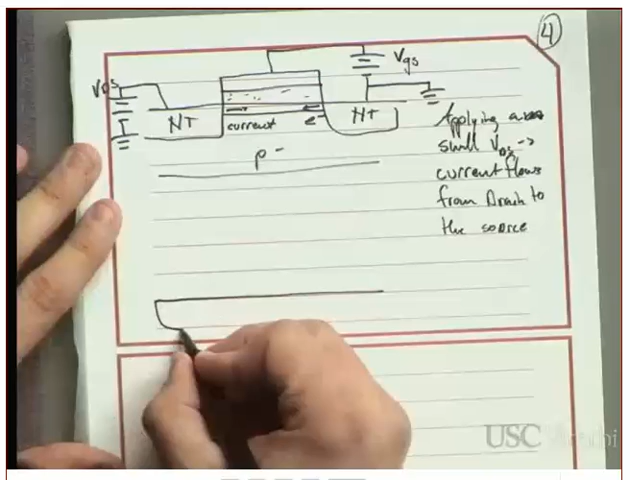 4
Vgs
VDS
N+
current
e-
N+
p-
Applying a
small VDS →
current flows
from Drain to
the source
USC